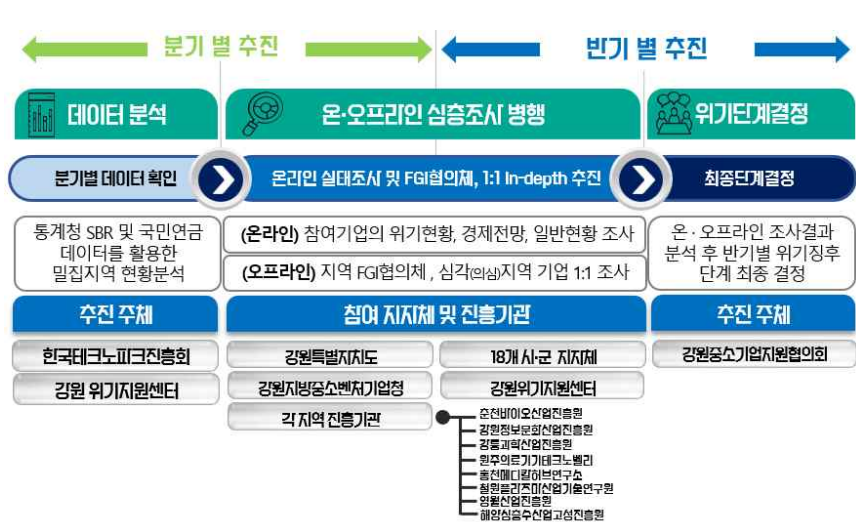 분기 별 추진
반기 별 추진
데이터 분석
온·오프라인 심층조사 병행
위기단계결정
분기별 데이터 확인
온라인 실태조사 및 FGI협의체, 1:1 In-depth 추진
최종단계결정
통계청 SBR 및 국민연금
데이터를 활용한
밀집지역 현황분석
(온라인) 참여기업의 위기현황, 경제전망, 일반현황 조사
(오프라인) 지역 FGI협의체 , 심각(의심)지역 기업 1:1 조사
온 · 오프라인 조사결과
분석 후 반기별 위기징후
단계 최종 결정
추진 주체
참여 지자체 및 진흥기관
추진 주체
한국테크노파크진흥회
강원 위기지원센터
강원특별자치도
18개 시·군 지자체
강원지방중소벤처기업청
강원위기지원센터
각 지역 진흥기관
강원중소기업지원협의회
춘천바이오산업진흥원
강원정보문화산업진흥원
강릉과학산업진흥원
원주의료기기테크노밸리
홍천메디칼허브연구소
철원플라즈마산업기술연구원
영월산업진흥원
해양심층수산업고성진흥원